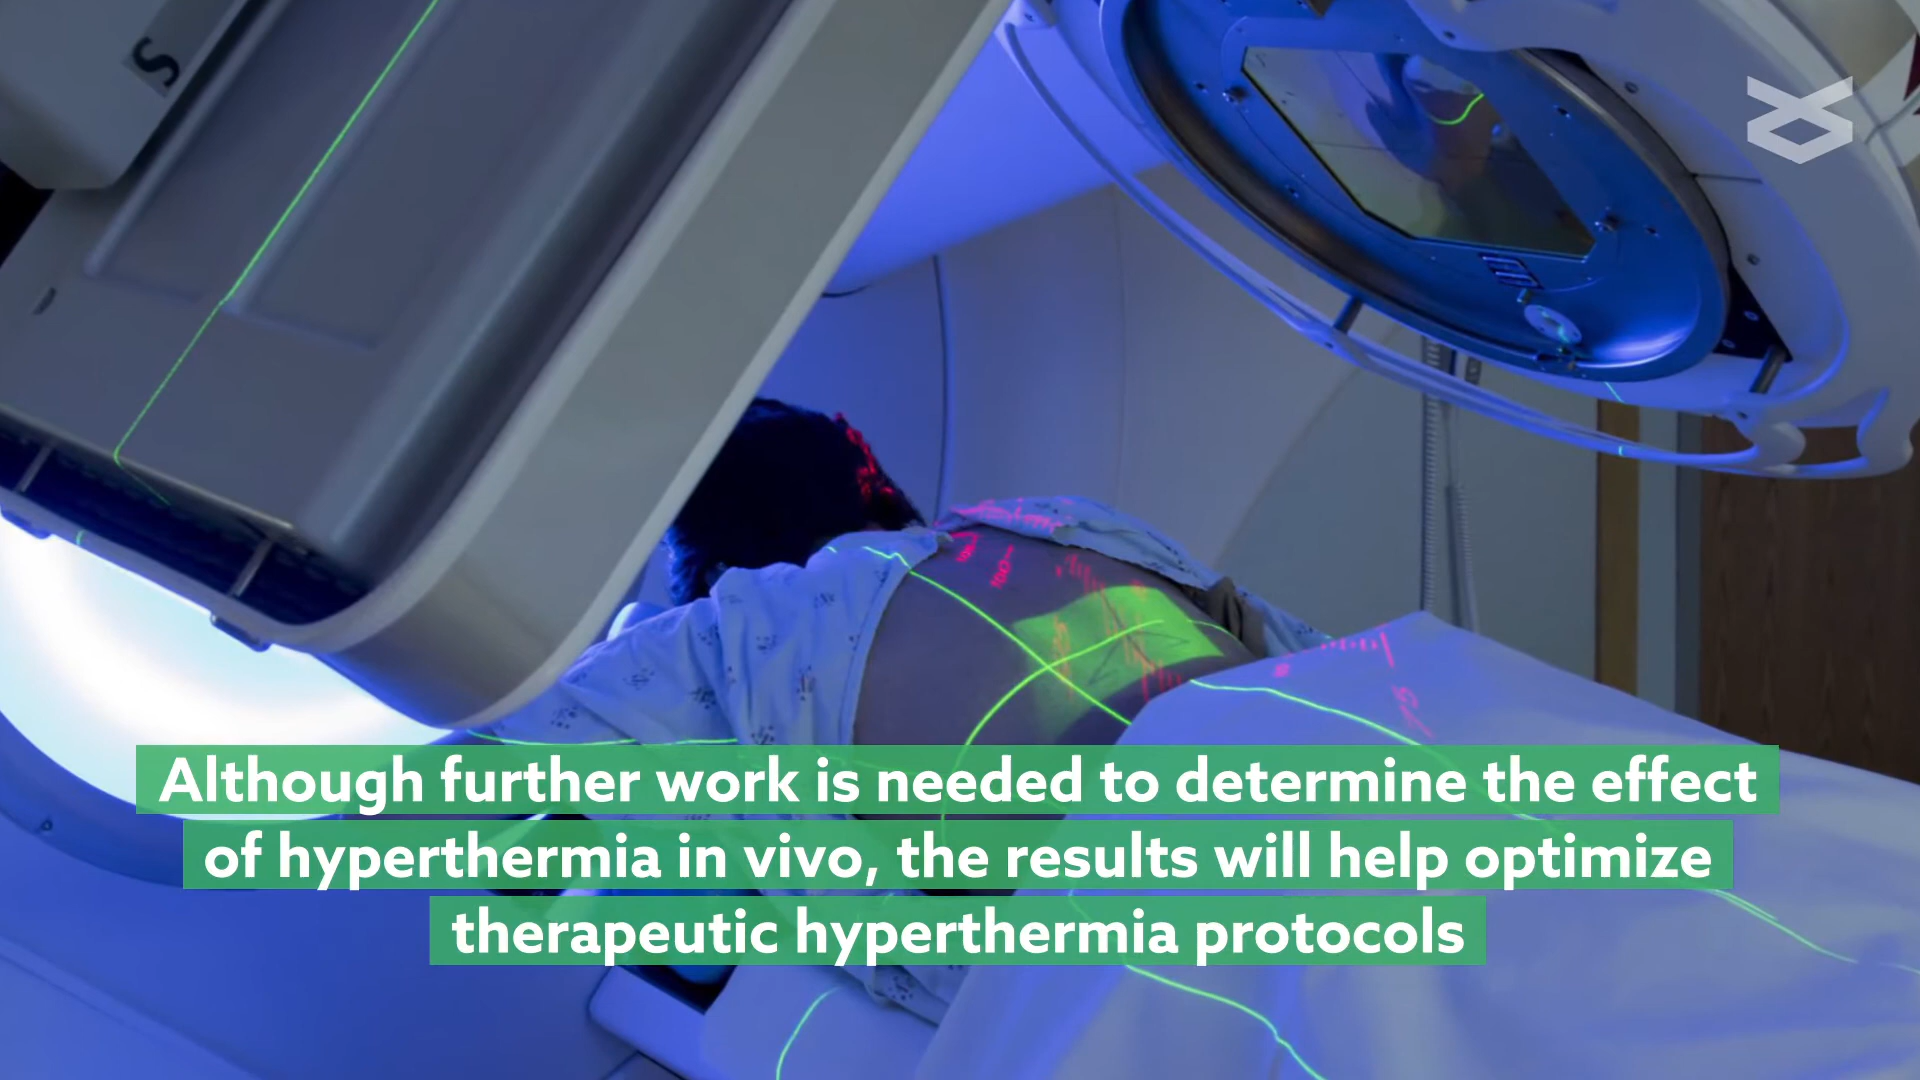 S
Although further work is needed to determine the effect
of hyperthermia in vivo, the results will help optimize
therapeutic hyperthermia protocols